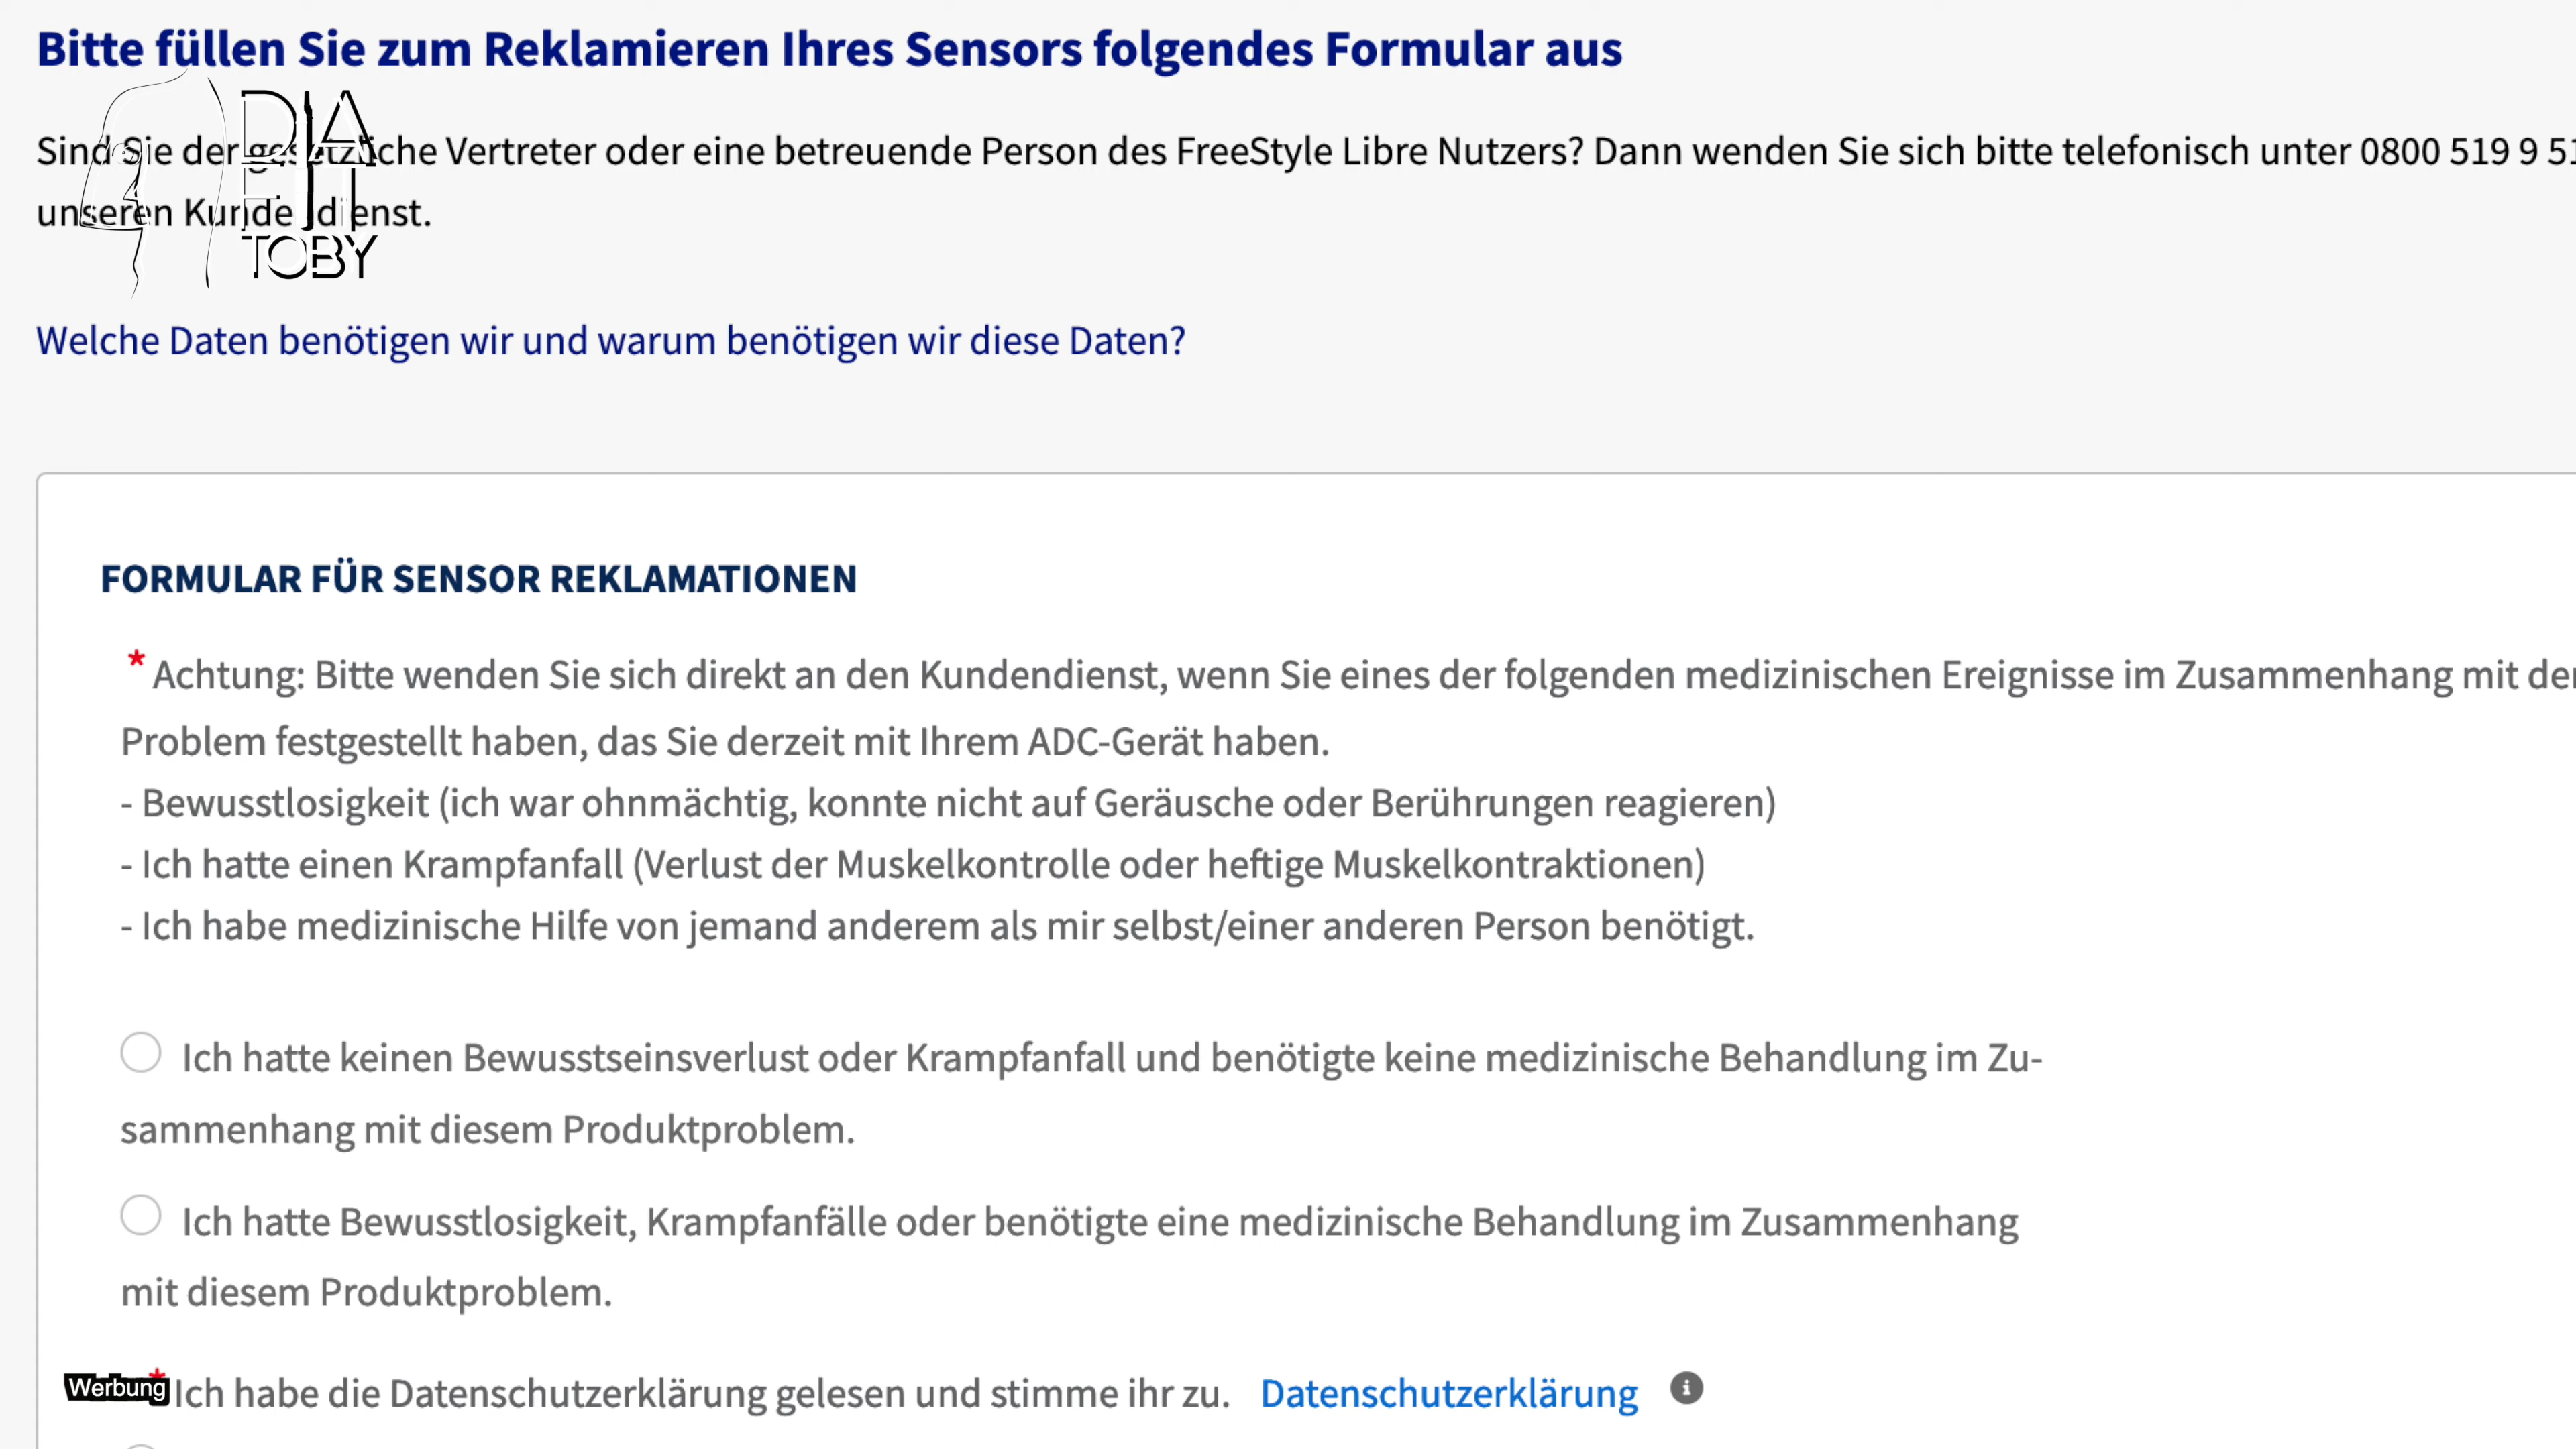 Bitte füllen Sie zum Reklamieren Ihres Sensors folgendes Formular aus
DIA
FIT
TOBY
Sind Sie der gesetzliche Vertreter oder eine betreuende Person des FreeStyle Libre Nutzers? Dann wenden Sie sich bitte telefonisch unter 0800 519 9 51
unseren Kundendienst.
Welche Daten benötigen wir und warum benötigen wir diese Daten?
FORMULAR FÜR SENSOR REKLAMATIONEN
* Achtung: Bitte wenden Sie sich direkt an den Kundendienst, wenn Sie eines der folgenden medizinischen Ereignisse im Zusammenhang mit
Problem festgestellt haben, das Sie derzeit mit Ihrem ADC-Gerät haben.
- Bewusstlosigkeit (ich war ohnmächtig, konnte nicht auf Geräusche oder Berührungen reagieren)
- Ich hatte einen Krampfanfall (Verlust der Muskelkontrolle oder heftige Muskelkontraktionen)
- Ich habe medizinische Hilfe von jemand anderem als mir selbst/einer anderen Person benötigt.
Ich hatte keinen Bewusstseinsverlust oder Krampfanfall und benötigte keine medizinische Behandlung im Zu-
sammenhang mit diesem Produktproblem.
Ich hatte Bewusstlosigkeit, Krampfanfälle oder benötigte eine medizinische Behandlung im Zusammenhang
mit diesem Produktproblem.
Werbung * Ich habe die Datenschutzerklärung gelesen und stimme ihr zu. Datenschutzerklärung